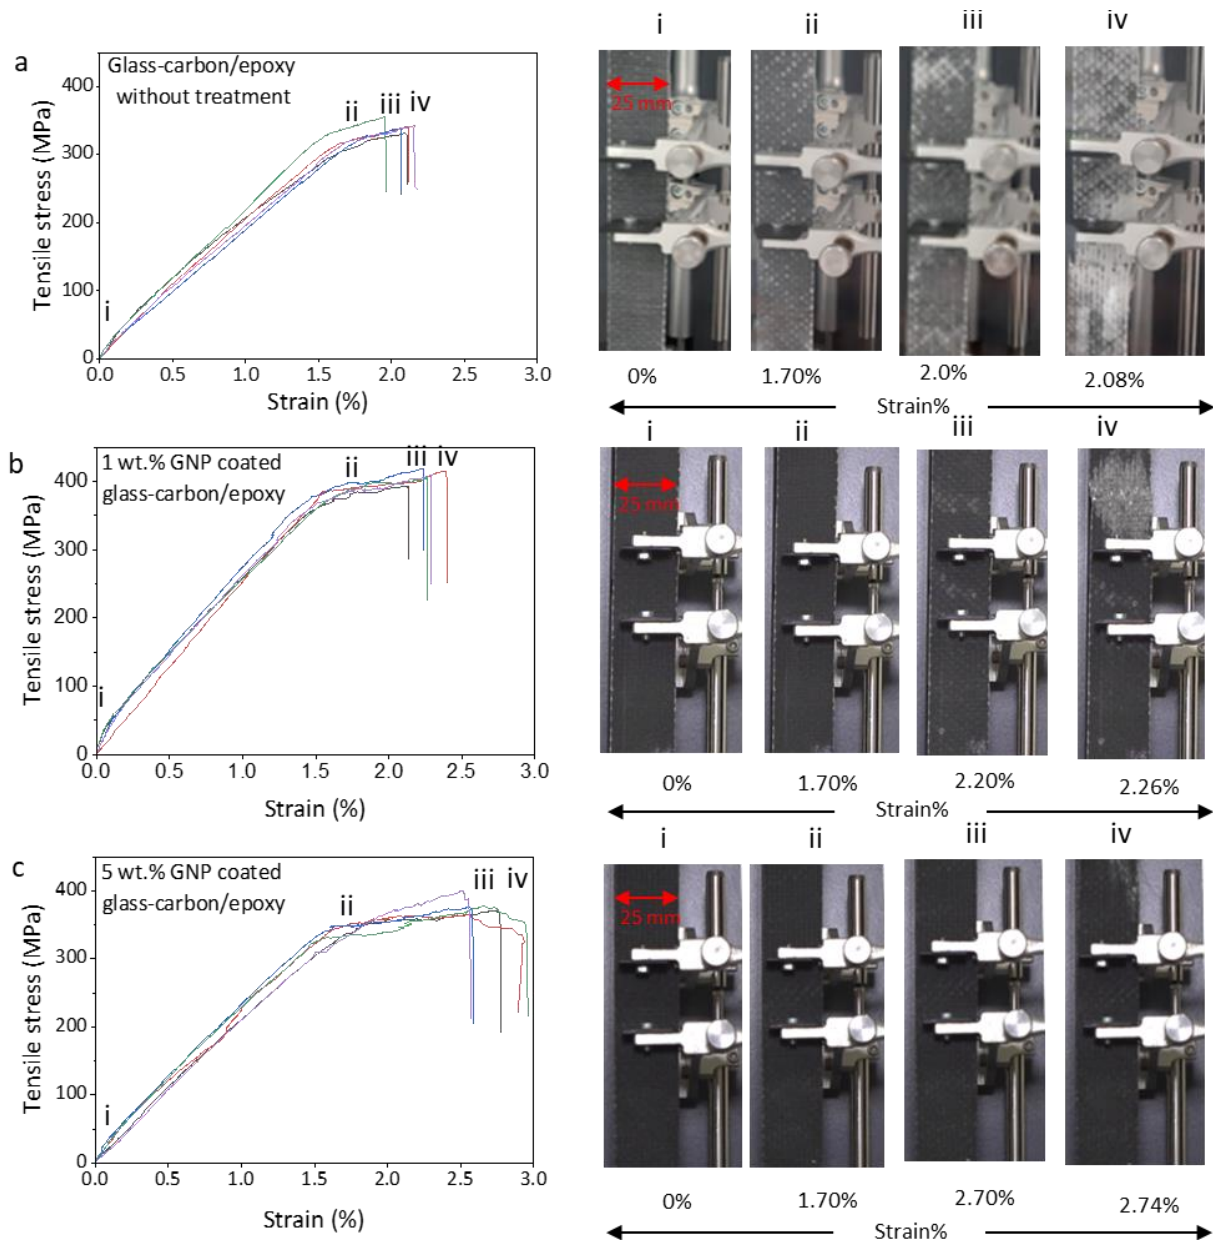 a
Glass-carbon/epoxy
without treatment
ii iii iv
i
Tensile stress (MPa)
400
300
200
100
0
0.0 0.5 1.0 1.5 2.0 2.5 3.0
Strain (%)
i ii iii iv
25 mm
0% 1.70% 2.0% 2.08%
Strain%
b
1 wt.% GNP coated
glass-carbon/epoxy
ii iii iv
i
Tensile stress (MPa)
400
300
200
100
0
0.0 0.5 1.0 1.5 2.0 2.5 3.0
Strain (%)
i ii iii iv
25 mm
0% 1.70% 2.20% 2.26%
Strain%
c
5 wt.% GNP coated
glass-carbon/epoxy
ii iii iv
i
Tensile stress (MPa)
400
300
200
100
0
0.0 0.5 1.0 1.5 2.0 2.5 3.0
Strain (%)
i ii iii iv
25 mm
0% 1.70% 2.70% 2.74%
Strain%